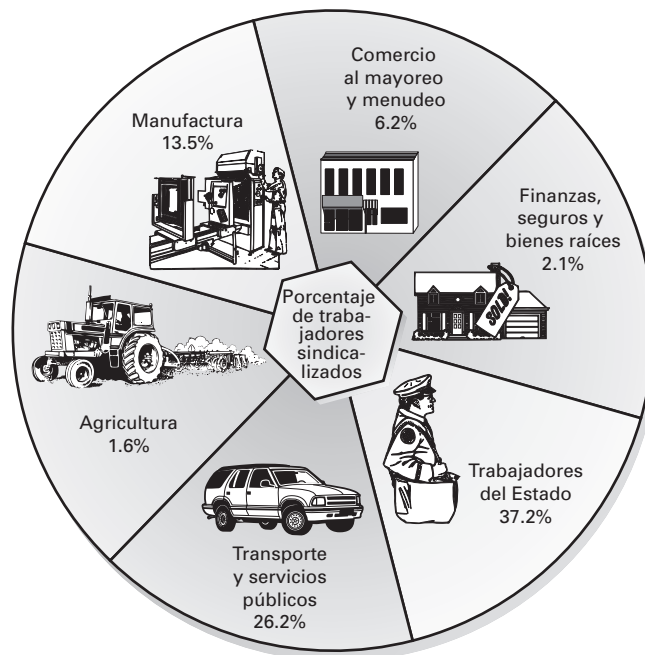 Comercio
al mayoreo
y menudeo
6.2%
Manufactura
13.5%
Finanzas,
seguros y
bienes raíces
2.1%
SOLD!
Porcentaje
de traba-
jadores
sindica-
lizados
Agricultura
1.6%
Trabajadores
del Estado
37.2%
Transporte
y servicios
públicos
26.2%